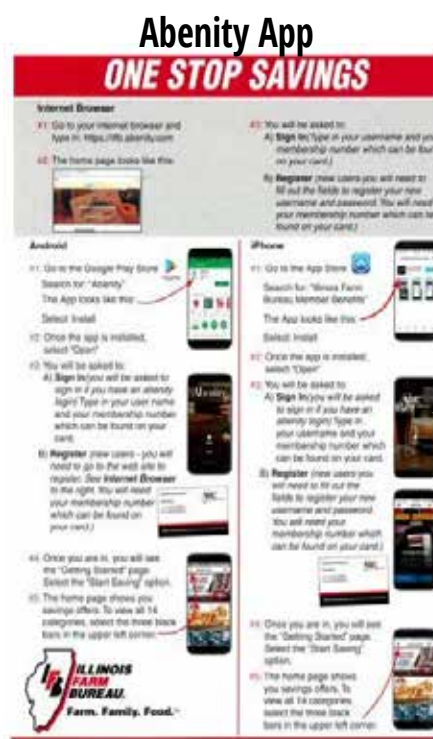 Abenity App
ONE STOP SAVINGS
Internet Browser
#1: Go to your internet browser and
type in: https://ilfb.abenity.com
#2: The home page looks like this:
#3: You will be asked to:
A) Sign In (Type in your username and
membership number which can be
on your card.)
B) Register (new users you will need to
fill out the fields to register your new
username and password. You will need
your membership number which can be
found on your card.)
Android
#1: Go to the Google Play Store
Search for: "Abenity"
The App looks like this:
Select Install
#2: Once the app is installed,
select "Open"
#3: You will be asked to:
A) Sign In (you will be asked to
sign in if you have an abenity
login) Type in your user name
and your membership number
which can be found on your
card.
B) Register (new users - you will
need to go to the web site to
register. See Internet Browser
to the right. You will need
your membership number
which can be found on
your card.)
#4: Once you are in, you will see
the "Getting Started" page.
Select the "Start Saving" option.
#5: The home page shows you
savings offers. To view all 14
categories, select the three black
bars in the upper left corner.
ILLINOIS
FARM
BUREAU.
Farm. Family. Food.™
iPhone
#1: Go to the App Store
Search for: "Illinois Farm
Bureau Member Benefits"
The App looks like this
Select Install
#2: Once the app is installed,
select "Open"
#3: You will be asked to:
A) Sign In (you will be asked
to sign in if you have an
abenity login) Type in
your username and your
membership number which
can be found on your card.
B) Register (new users you
will need to fill out the
fields to register your new
username and password.
You will need your
membership number which
can be found on your card.)
#4: Once you are in, you will see
the "Getting Started" page.
Select the "Start Saving"
option.
#5: The home page shows
you savings offers. To
view all 14 categories,
select the three black
bars in the upper left corner.